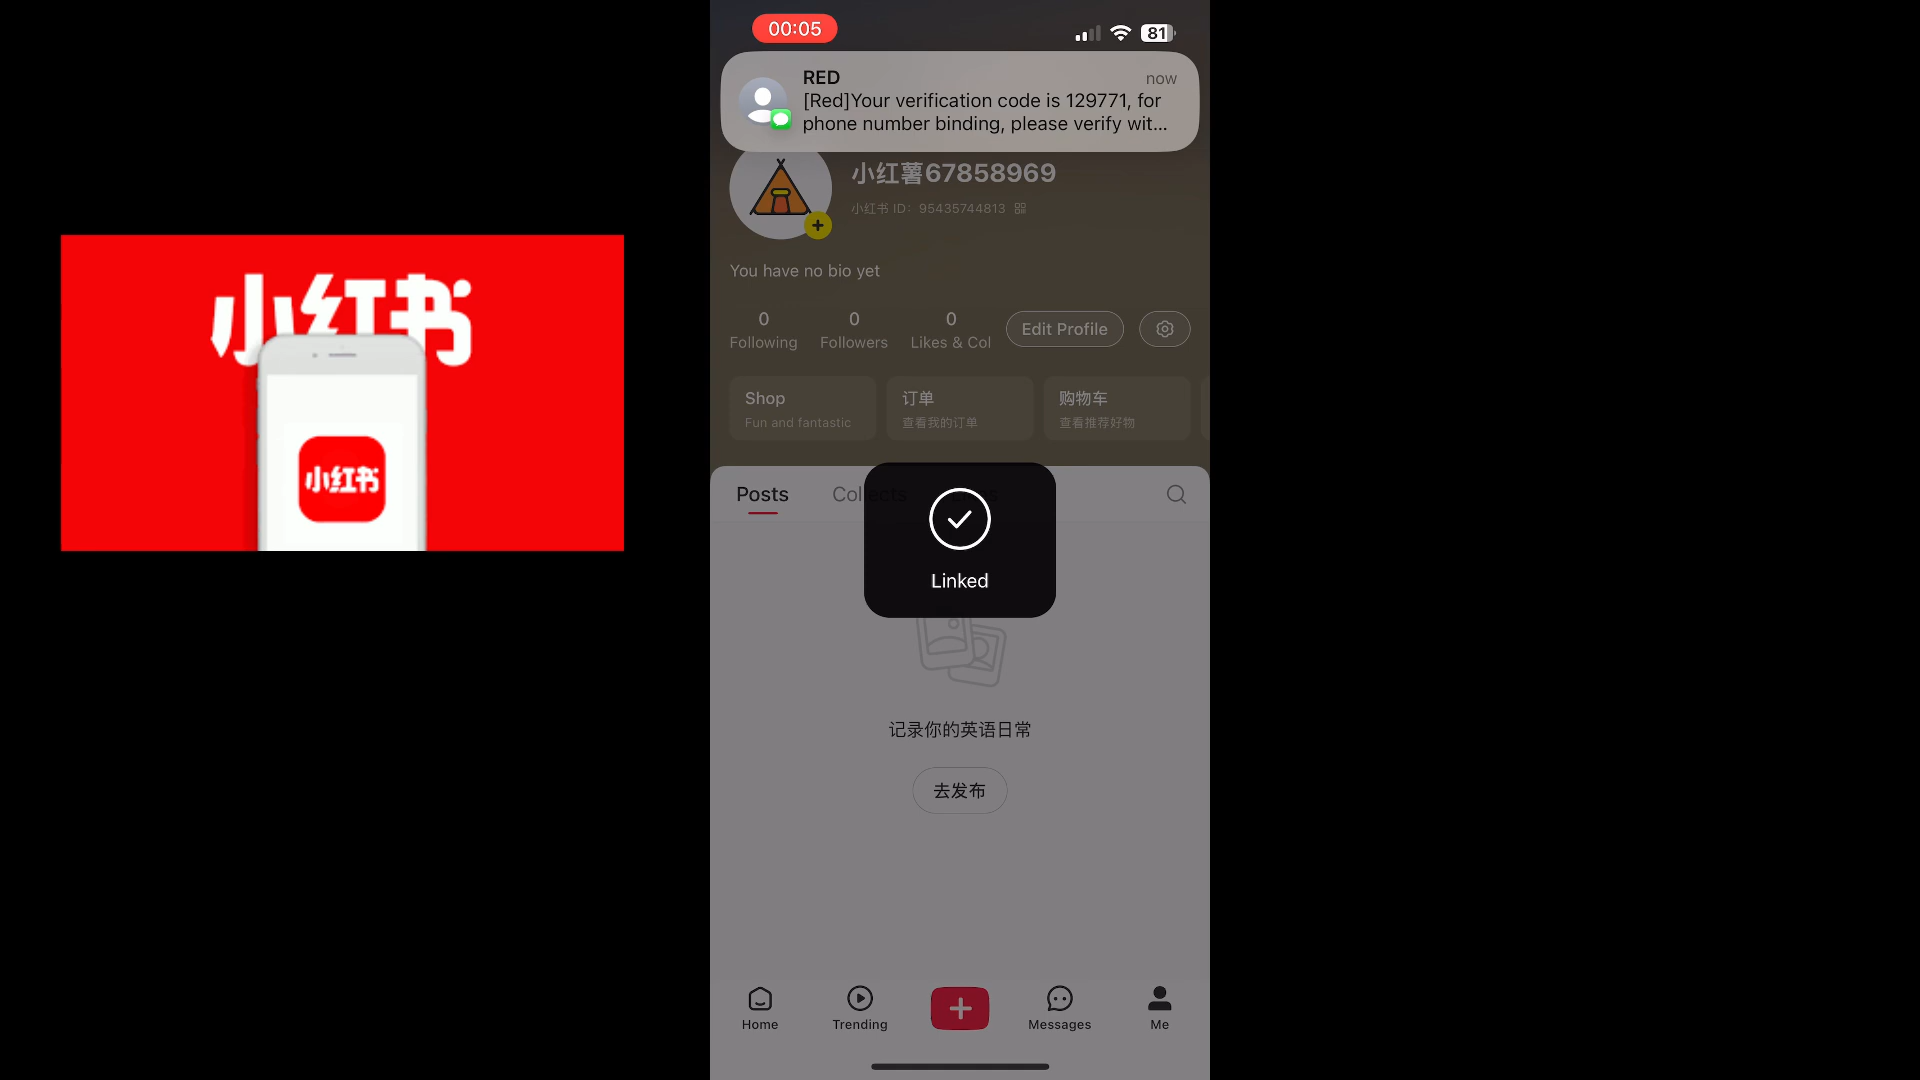 小红书
小红书
00:05
81
RED
now
[Red]Your verification code is 129771, for
phone number binding, please verify wit...
小红薯67858969
小红书 ID: 95435744813
You have no bio yet
0
0
0
Following
Followers
Likes & Col
Edit Profile
Shop
订单
购物车
Fun and fantastic
查看我的订单
查看推荐好物
Posts
Collects
Linked
记录你的英语日常
去发布
Home
Trending
Messages
Me